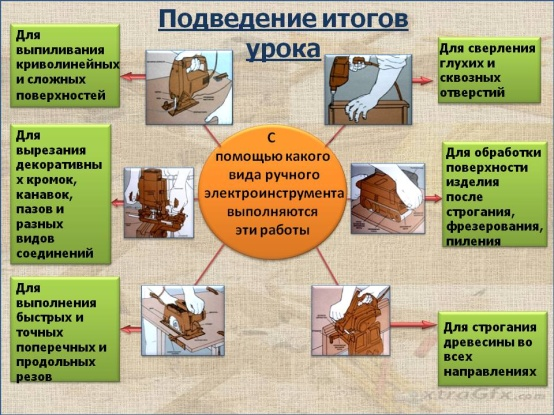 Подведение итогов
урока
Для
выпиливания
криволинейных
и сложных
поверхностей
Для сверления
глухих и
сквозных
отверстий
С
помощью какого
вида ручного
электроинструмента
выполняются
эти работы
Для
вырезания
декоративны
х кромок,
канавок,
пазов и
разных
видов
соединений
Для обработки
поверхности
изделия
после
строгания,
фрезерования,
пиления
Для
выполнения
быстрых и
точных
поперечных и
продольных
резов
Для строгания
древесины во
всех
направлениях